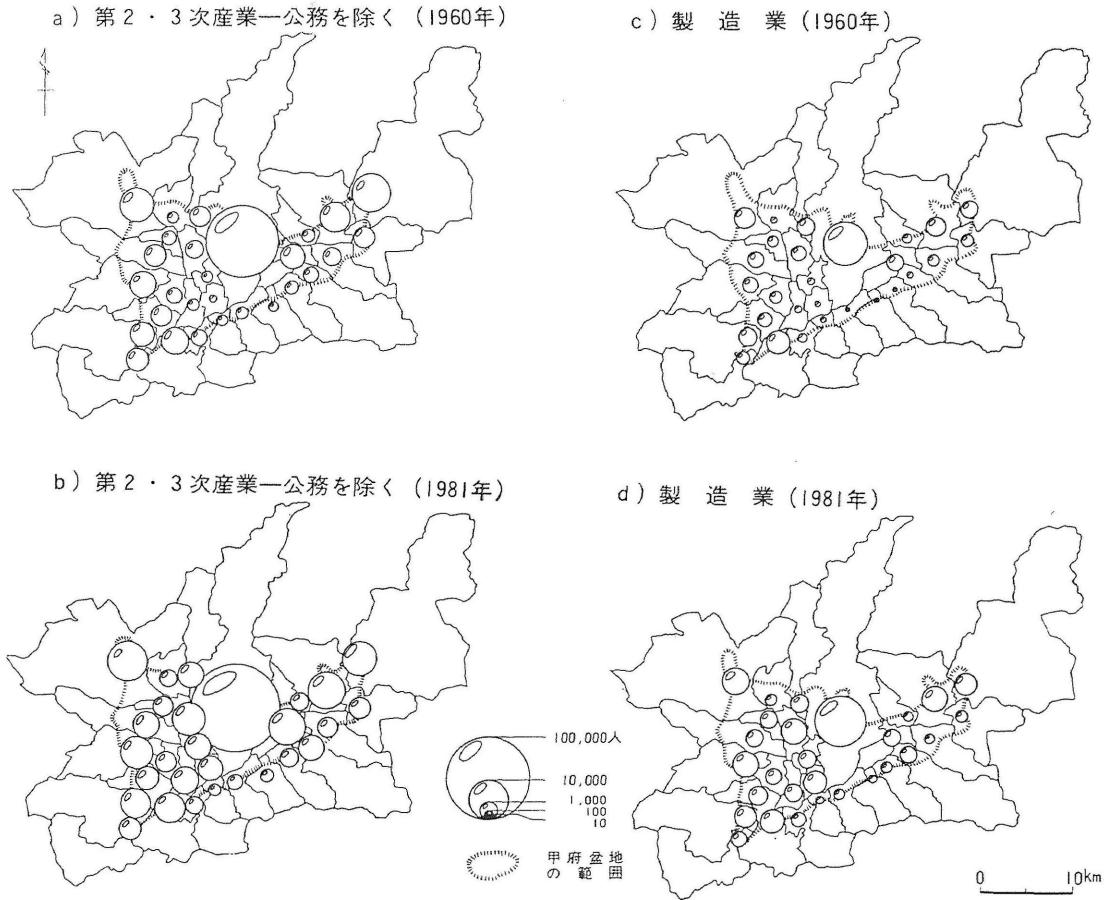 a）第2・3次産業―公務を除く（1960年）
c）製造業（1960年）
b）第2・3次産業―公務を除く（1981年）
d）製造業（1981年）
100,000人
10,000
1,000
100
10
甲府盆地
の範囲
0 10km